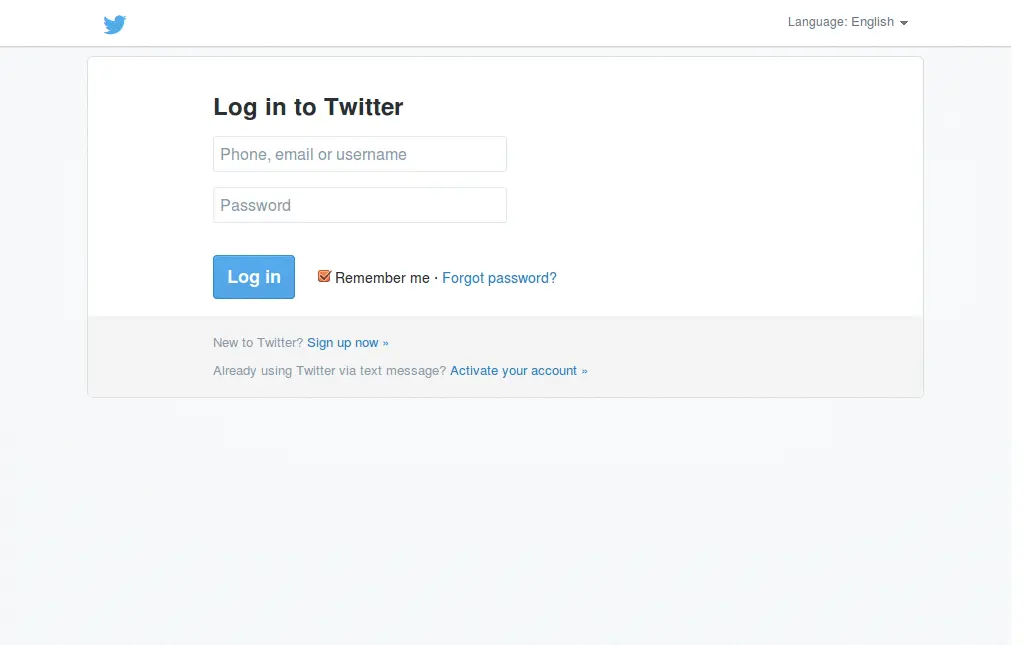 Language: English
Log in to Twitter
Phone, email or username
Password
Log in Remember me · Forgot password?
New to Twitter? Sign up now »
Already using Twitter via text message? Activate your account »